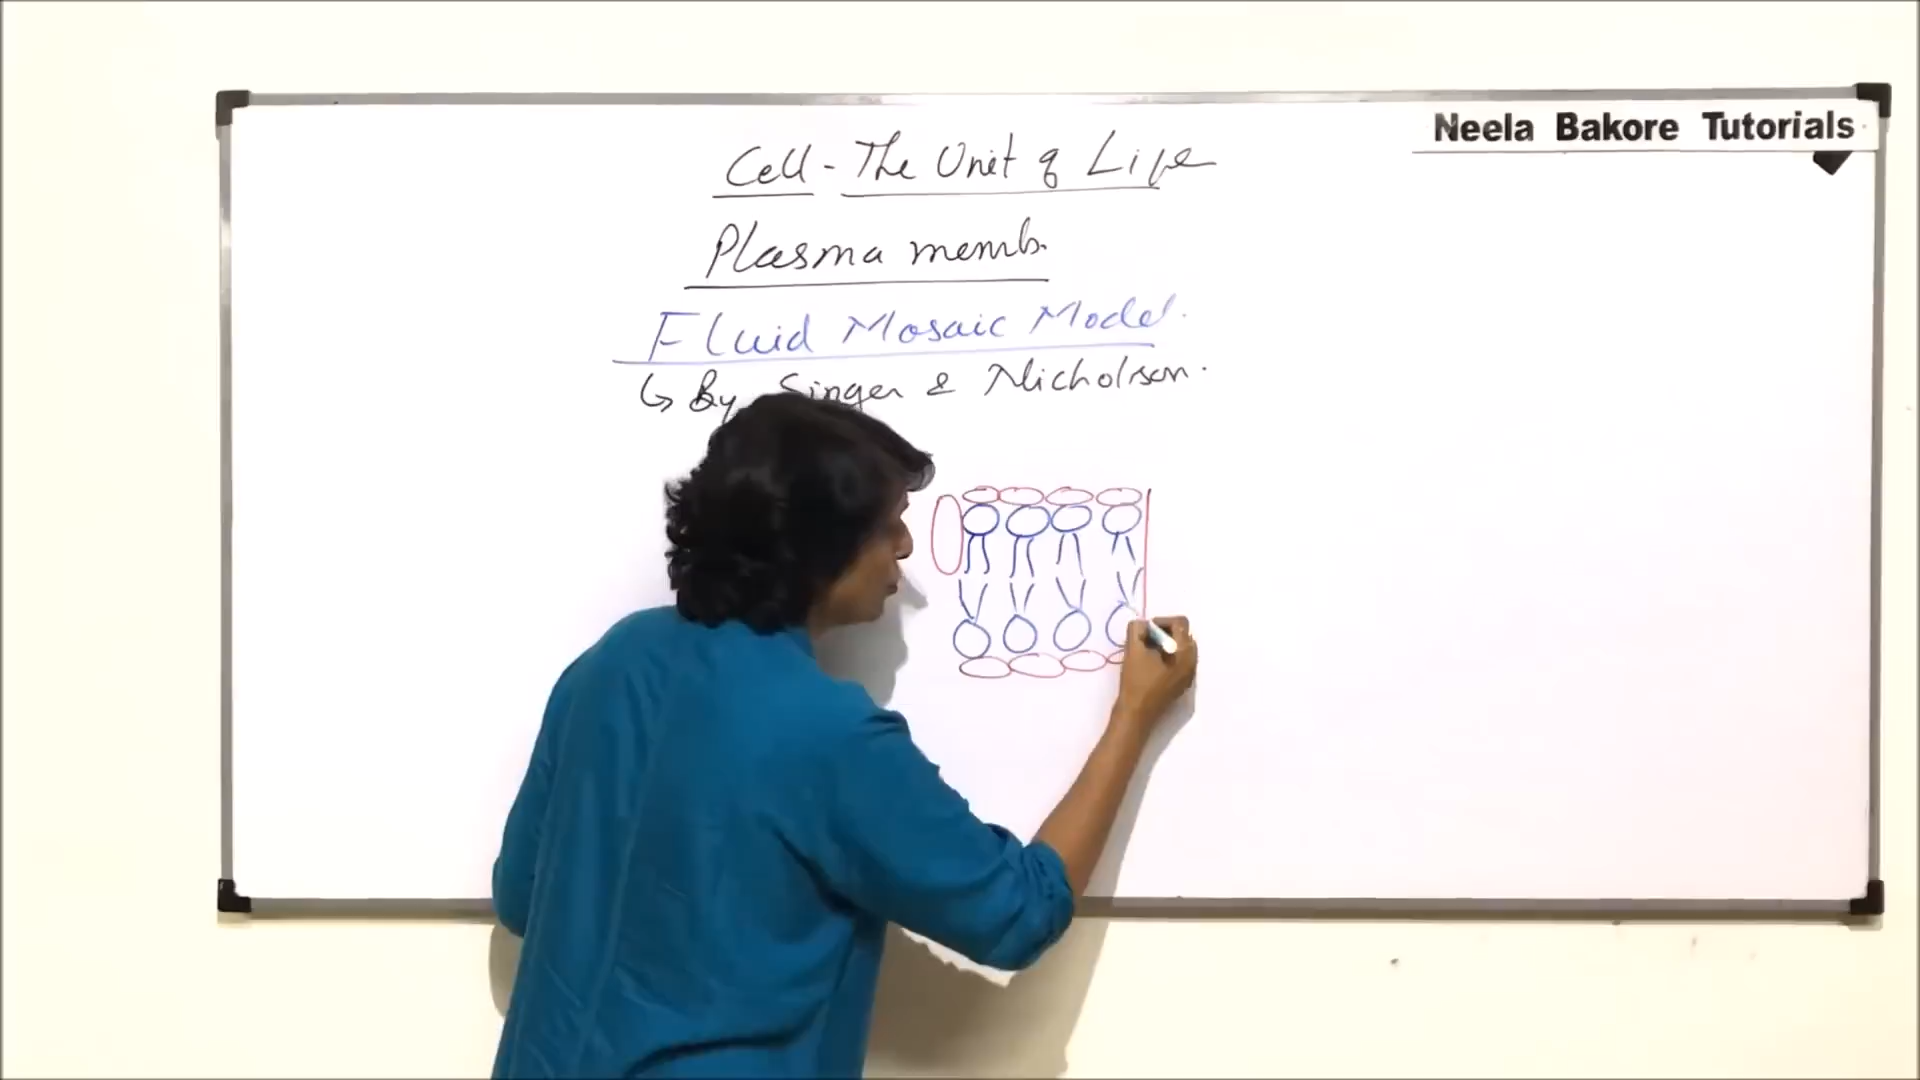 Neela Bakore Tutorials
Cell - The Unit of Life
Plasma memb.
Fluid Mosaic Model.
↳ By Singer & Nicholson.